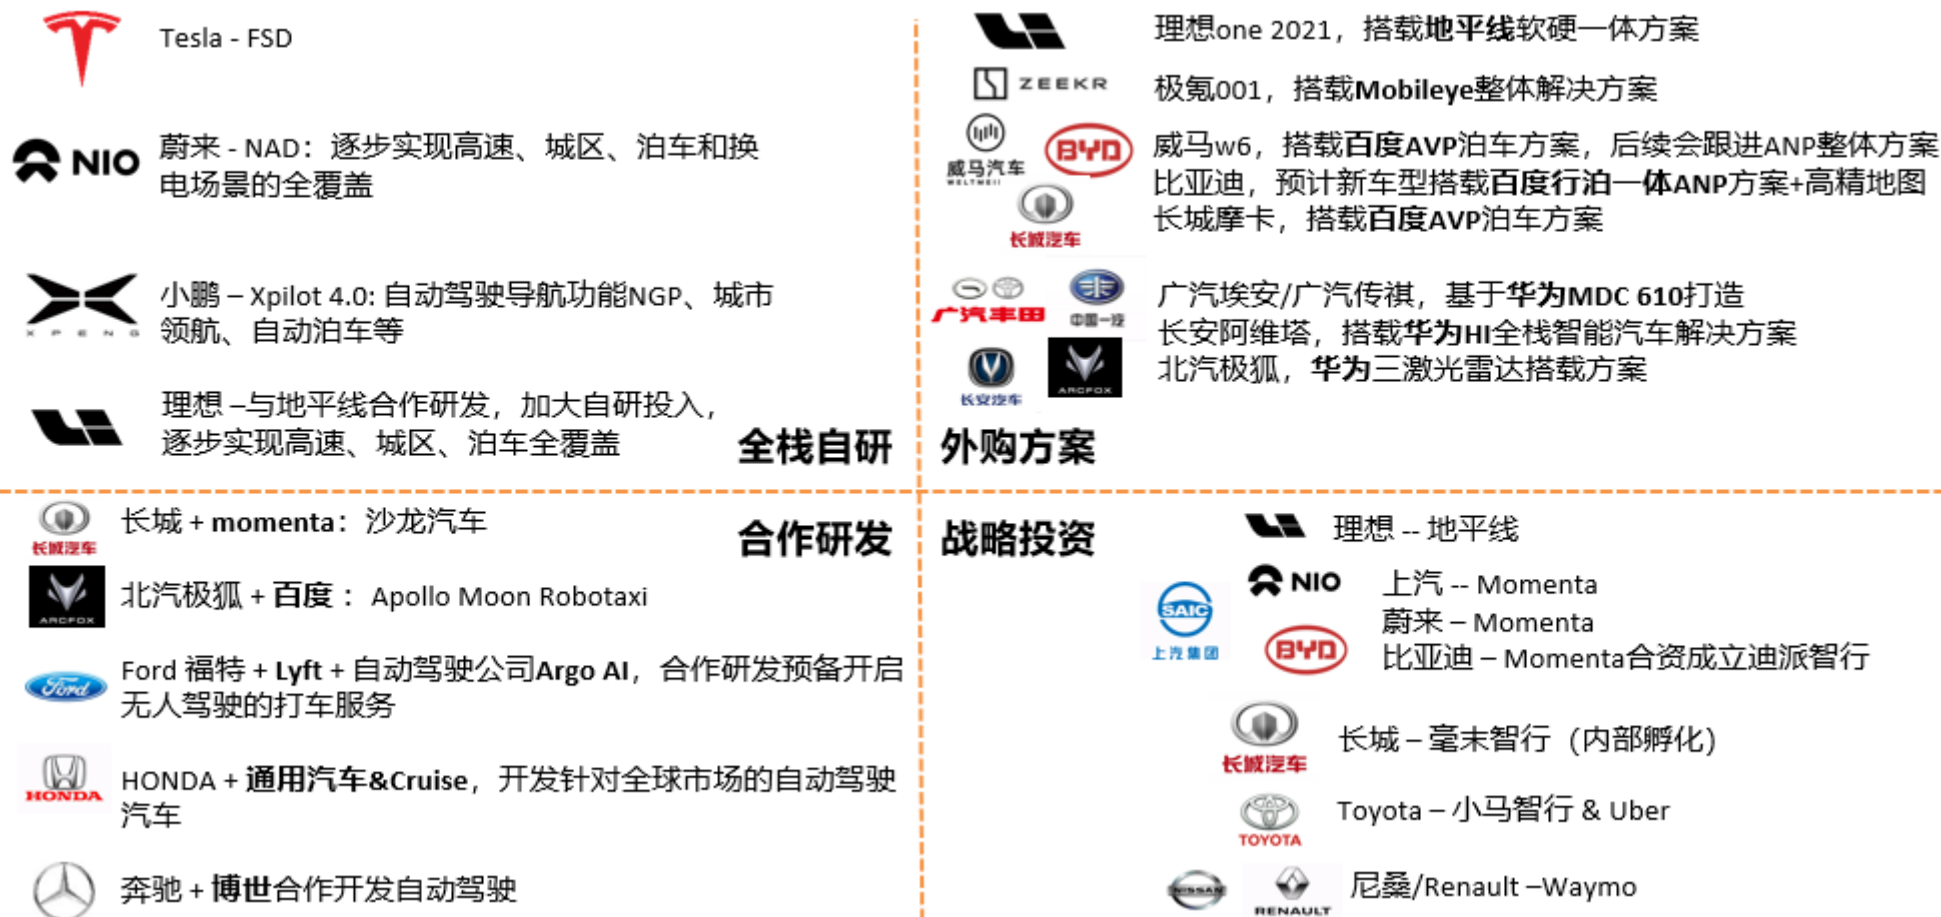 Tesla - FSD
NIO
蔚来 - NAD：逐步实现高速、城区、泊车和换
电场景的全覆盖
XPENG
小鹏 – Xpilot 4.0: 自动驾驶导航功能NGP、城市
领航、自动泊车等
理想 –与地平线合作研发，加大自研投入，
逐步实现高速、城区、泊车全覆盖
全栈自研
理想one 2021，搭载地平线软硬一体方案
ZEEKR
极氪001，搭载Mobileye整体解决方案
威马汽车
WELTMEISTER
BYD
长城汽车
威马w6，搭载百度AVP泊车方案，后续会跟进ANP整体方案
比亚迪，预计新车型搭载百度行泊一体ANP方案+高精地图
长城摩卡，搭载百度AVP泊车方案
广汽丰田
中国一汽
长安汽车
ARCFOX
广汽埃安/广汽传祺，基于华为MDC 610打造
长安阿维塔，搭载华为HI全栈智能汽车解决方案
北汽极狐，华为三激光雷达搭载方案
外购方案
长城汽车
长城 + momenta：沙龙汽车
合作研发
ARCFOX
北汽极狐 + 百度 ：Apollo Moon Robotaxi
Ford
Ford 福特 + Lyft + 自动驾驶公司Argo AI，合作研发预备开启
无人驾驶的打车服务
HONDA
HONDA + 通用汽车&Cruise，开发针对全球市场的自动驾驶
汽车
奔驰 + 博世合作开发自动驾驶
战略投资
理想 -- 地平线
SAIC
上汽集团
NIO
BYD
上汽 -- Momenta
蔚来 – Momenta
比亚迪 – Momenta合资成立迪派智行
长城汽车
长城 – 毫末智行（内部孵化）
TOYOTA
Toyota – 小马智行 & Uber
NISSAN
RENAULT
尼桑/Renault –Waymo